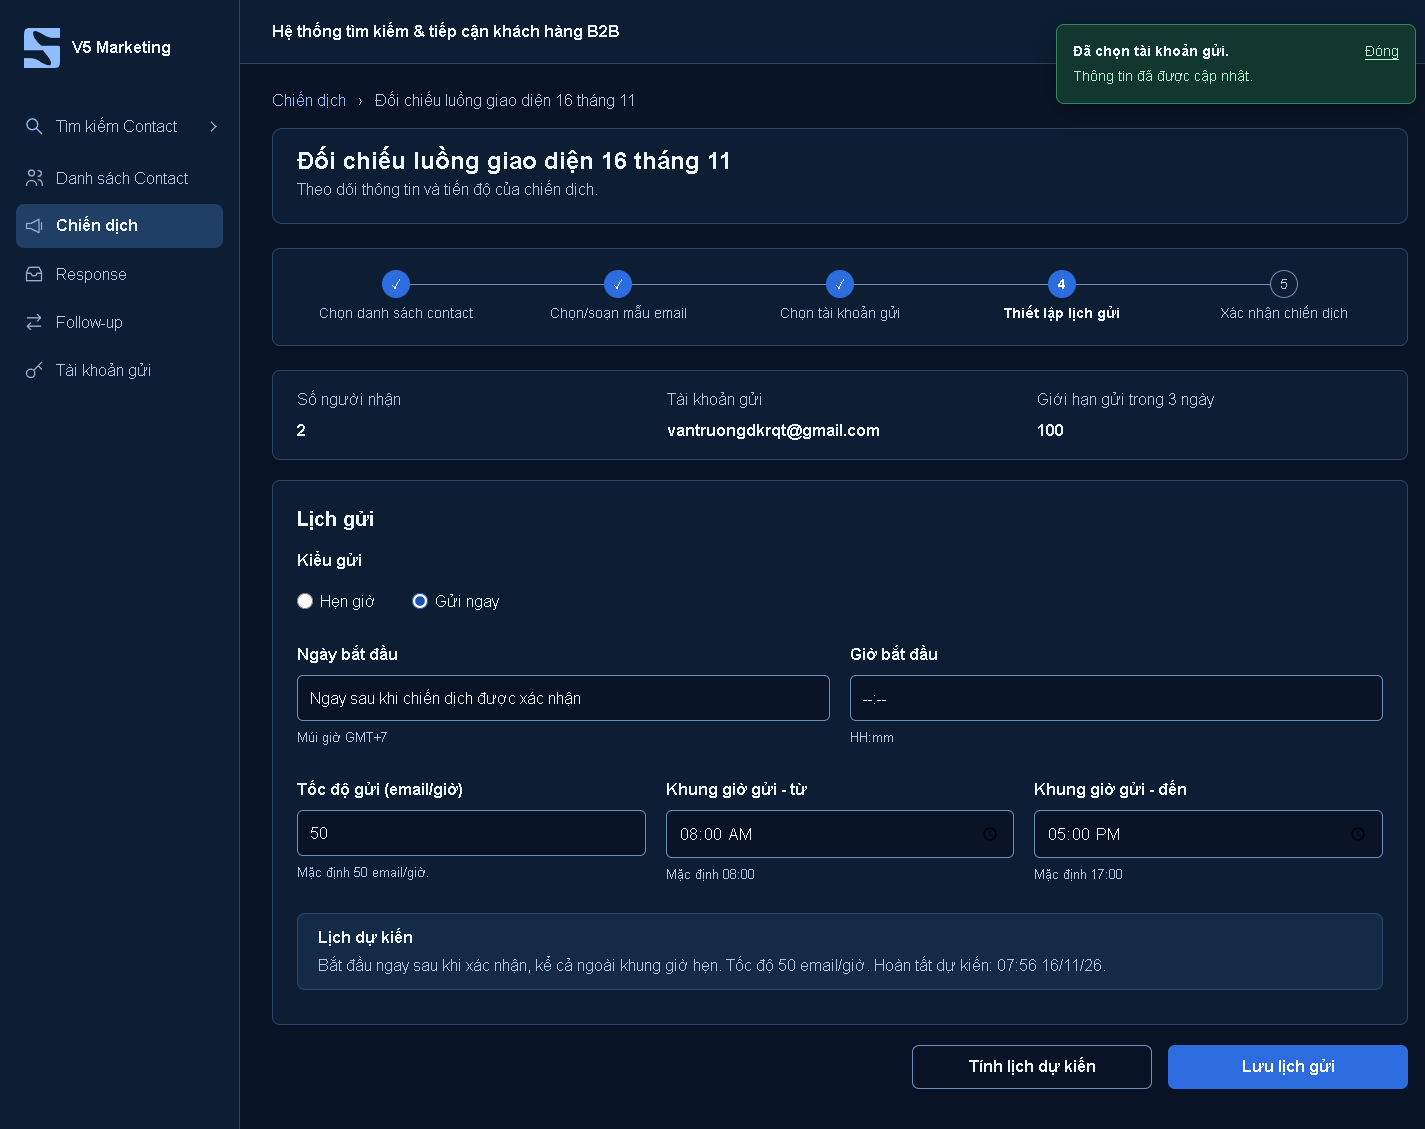 V5 Marketing
Tìm kiếm Contact
Danh sách Contact
Chiến dịch
Response
Follow-up
Tài khoản gửi
Hệ thống tìm kiếm & tiếp cận khách hàng B2B
Đã chọn tài khoản gửi.
Đóng
Thông tin đã được cập nhật.
Chiến dịch › Đối chiếu luồng giao diện 16 tháng 11
Đối chiếu luồng giao diện 16 tháng 11
Theo dõi thông tin và tiến độ của chiến dịch.
✓ ✓ ✓ 4 5
Chọn danh sách contact
Chọn/soạn mẫu email
Chọn tài khoản gửi
Thiết lập lịch gửi
Xác nhận chiến dịch
Số người nhận
2
Tài khoản gửi
vantruongdkrqt@gmail.com
Giới hạn gửi trong 3 ngày
100
Lịch gửi
Kiểu gửi
Hẹn giờ
Gửi ngay
Ngày bắt đầu
Ngay sau khi chiến dịch được xác nhận
Múi giờ GMT+7
Giờ bắt đầu
--:--
HH:mm
Tốc độ gửi (email/giờ)
50
Mặc định 50 email/giờ.
Khung giờ gửi - từ
08:00 AM
Mặc định 08:00
Khung giờ gửi - đến
05:00 PM
Mặc định 17:00
Lịch dự kiến
Bắt đầu ngay sau khi xác nhận, kể cả ngoài khung giờ hẹn. Tốc độ 50 email/giờ. Hoàn tất dự kiến: 07:56 16/11/26.
Tính lịch dự kiến
Lưu lịch gửi